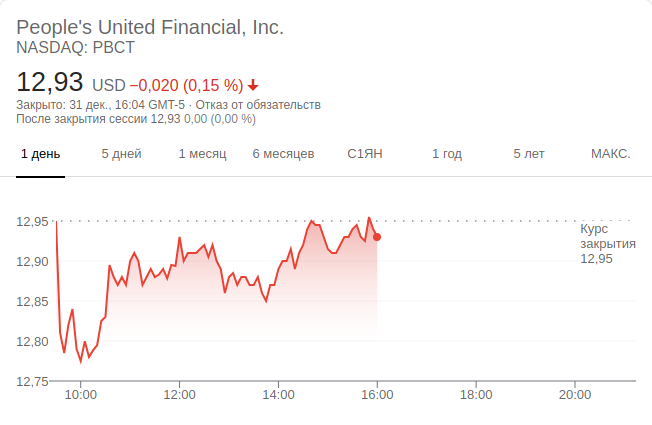 People's United Financial, Inc.
NASDAQ: PBCT
12,93 USD −0,020 (0,15 %)
Закрыто: 31 дек., 16:04 GMT-5 · Отказ от обязательств
После закрытия сессии 12,93 0,00 (0,00 %)
1 день 5 дней 1 месяц 6 месяцев С1ЯН 1 год 5 лет МАКС.
12,95
Курс
закрытия
12,95
12,90
12,85
12,80
12,75
10:00 12:00 14:00 16:00 18:00 20:00